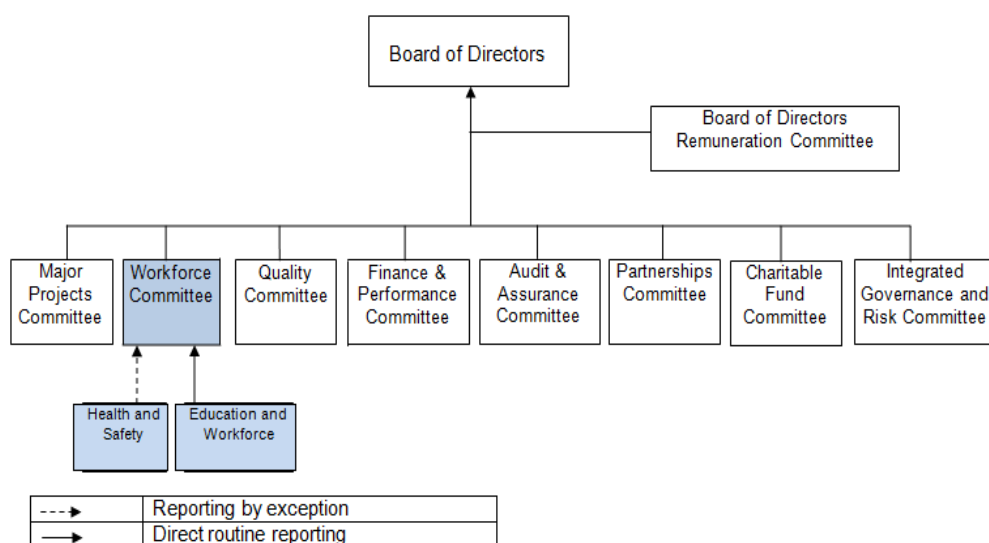 Board of Directors
Board of Directors
Remuneration Committee
Major
Projects
Committee
Workforce
Committee
Quality
Committee
Finance &
Performance
Committee
Audit &
Assurance
Committee
Partnerships
Committee
Charitable
Fund
Committee
Integrated
Governance and
Risk Committee
Health and
Safety
Education and
Workforce
Reporting by exception
Direct routine reporting